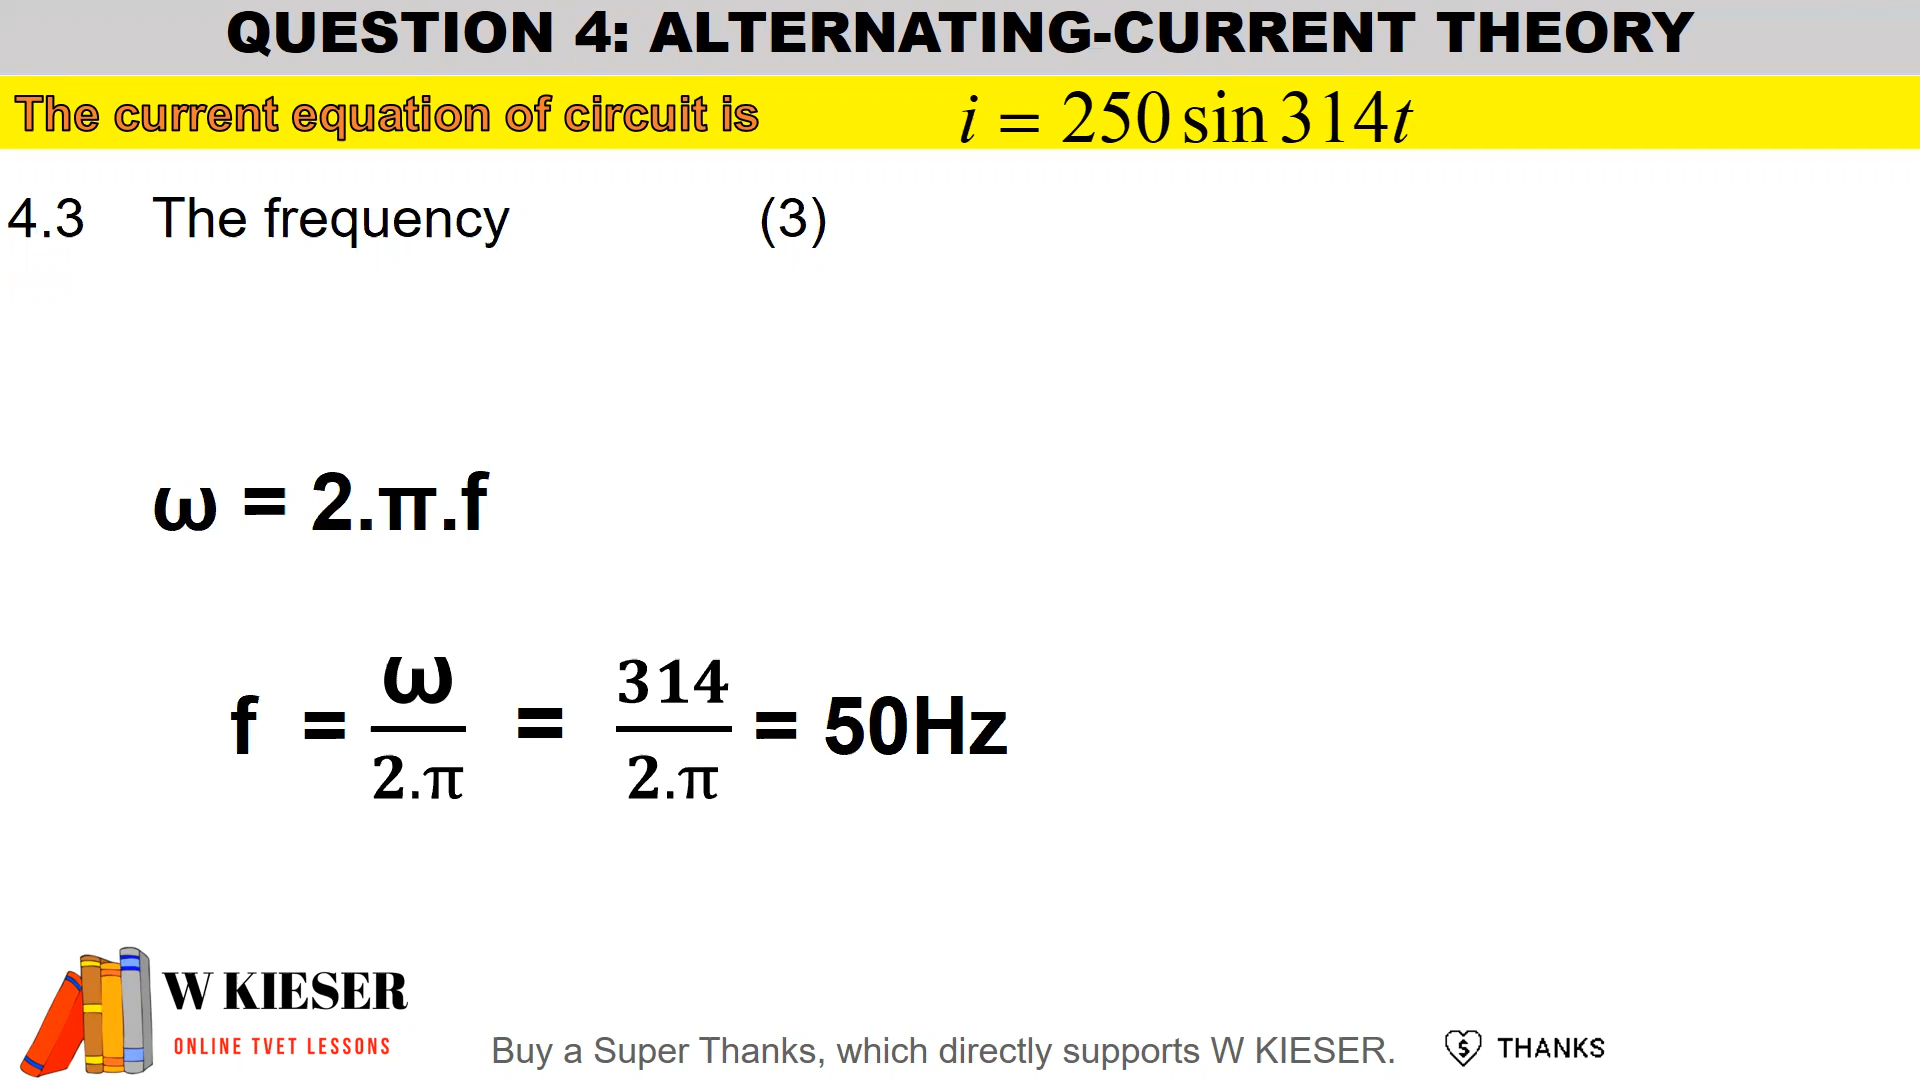 QUESTION 4: ALTERNATING-CURRENT THEORY
The current equation of circuit is i = 250 sin 314t
4.3 The frequency (3)
ω = 2.π.f
f = ω/2.π = 314/2.π = 50Hz
W KIESER
ONLINE TVET LESSONS
Buy a Super Thanks, which directly supports W KIESER. $ THANKS